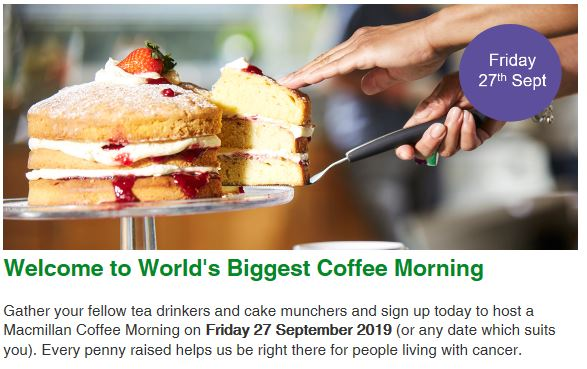 Friday
27th Sept
Welcome to World's Biggest Coffee Morning
Gather your fellow tea drinkers and cake munchers and sign up today to host a
Macmillan Coffee Morning on Friday 27 September 2019 (or any date which suits
you). Every penny raised helps us be right there for people living with cancer.